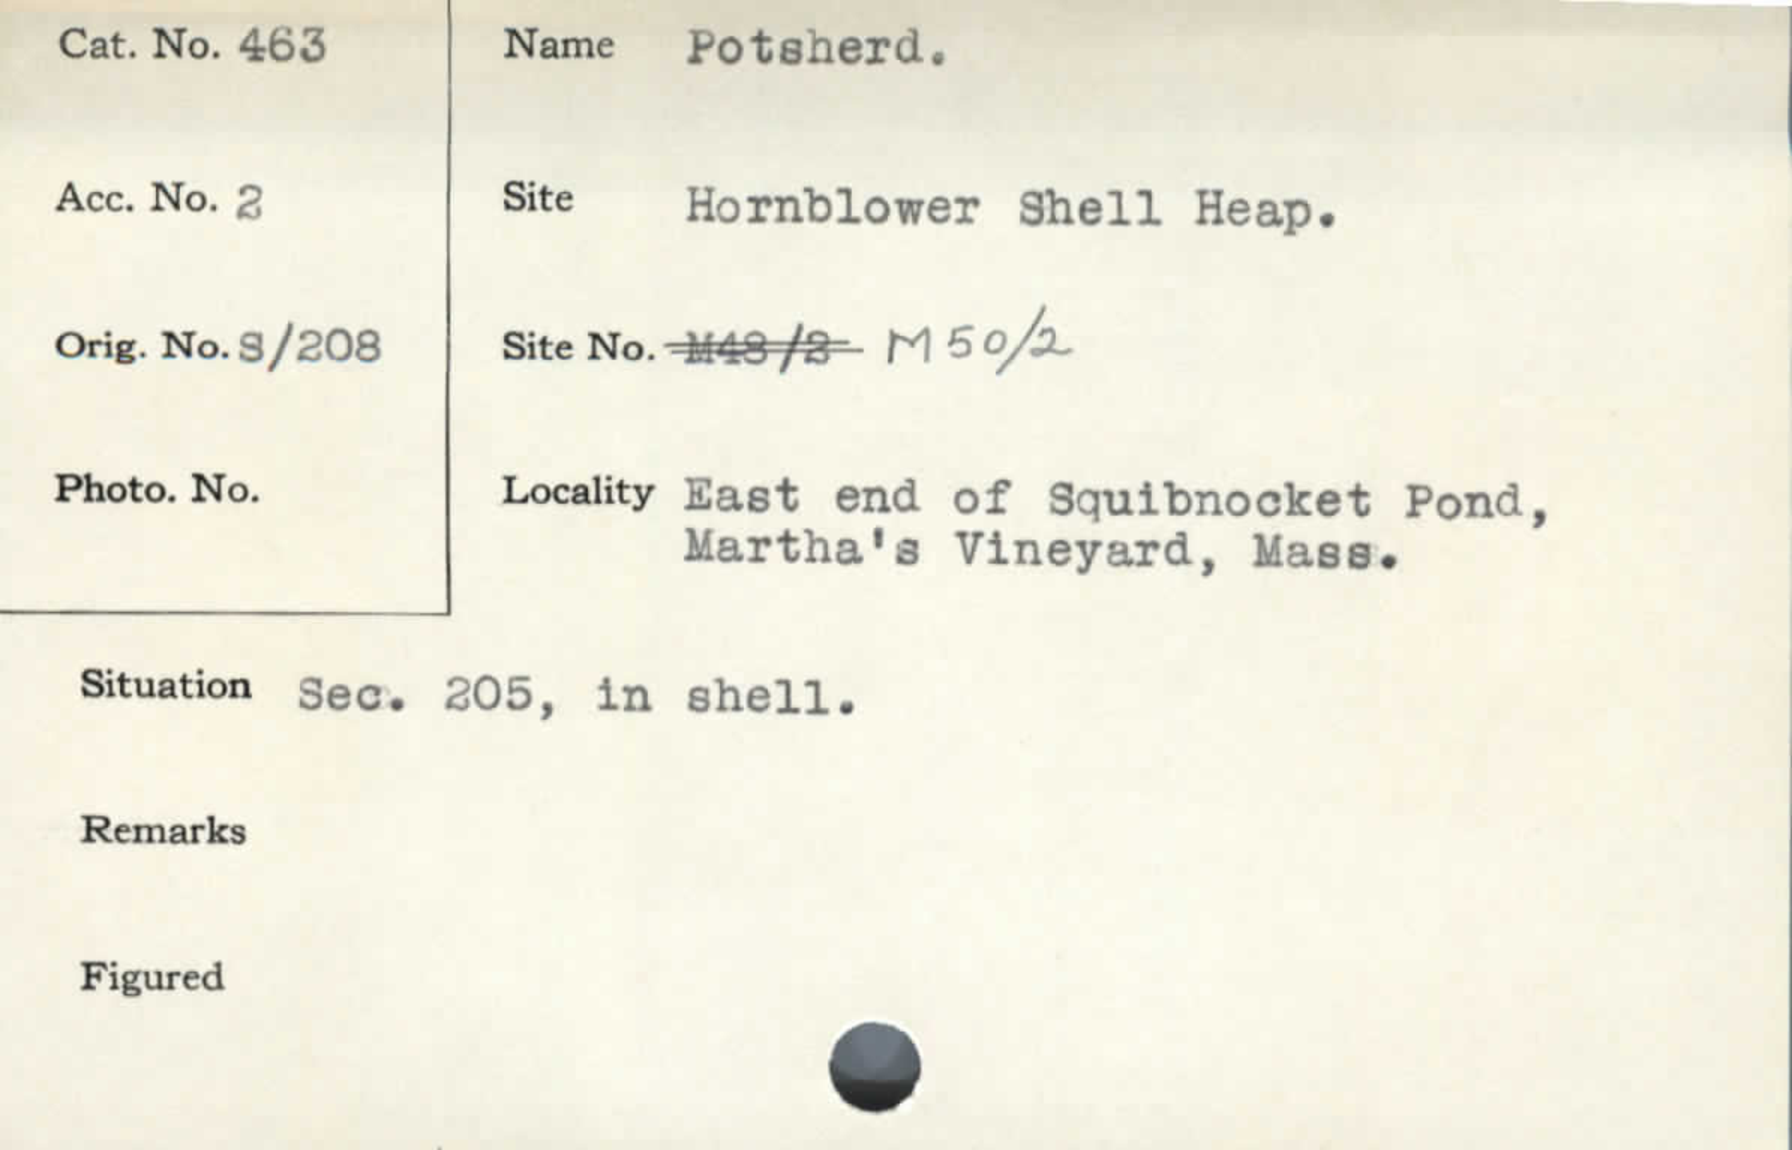 Cat. No. 463
Name Potsherd.
Acc. No. 2
Site Hornblower Shell Heap.
Orig. No. S/208
Site No. M48/2 M50/2
Photo. No.
Locality East end of Squibnocket Pond,
Martha's Vineyard, Mass.
Situation Sec. 205, in shell.
Remarks
Figured